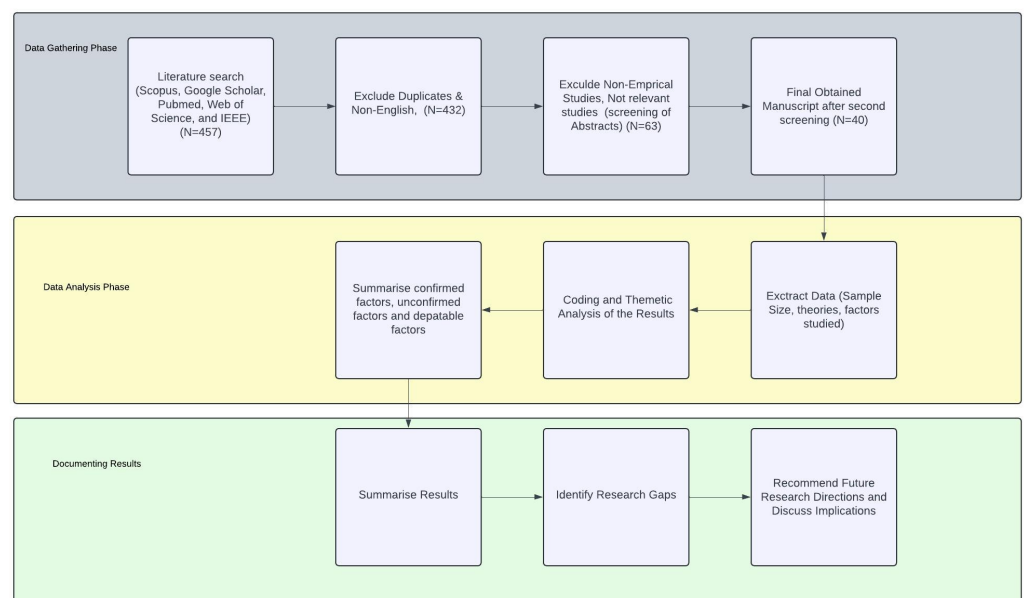 Data Gathering Phase
Literature search
(Scopus, Google Scholar,
Pubmed, Web of
Science, and IEEE)
(N=457)
Exclude Duplicates &
Non-English,  (N=432)
Exculde Non-Emprical
Studies, Not relevant
studies  (screening of
Abstracts) (N=63)
Final Obtained
Manuscript after second
screening (N=40)
Data Analysis Phase
Summarise confirmed
factors, unconfirmed
factors and depatable
factors
Coding and Themetic
Analysis of the Results
Exctract Data (Sample
Size, theories, factors
studied)
Documenting Results
Summarise Results
Identify Research Gaps
Recommend Future
Research Directions and
Discuss Implications